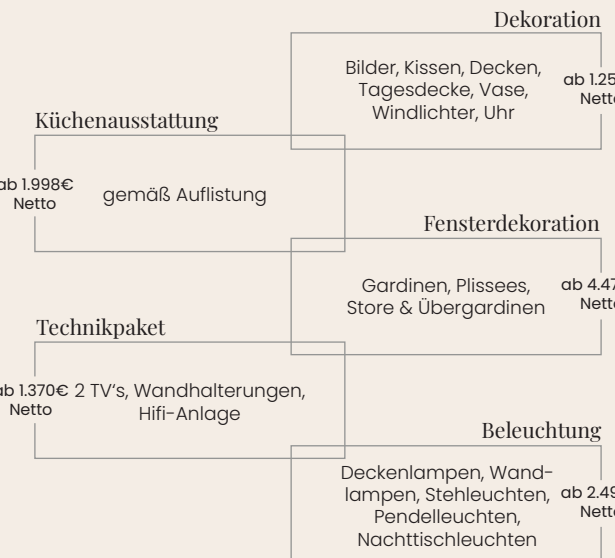 Dekoration
Bilder, Kissen, Decken,
Tagesdecke, Vase,
Windlichter, Uhr
Küchenausstattung
ab 1.998€
Netto
gemäß Auflistung
Fensterdekoration
Gardinen, Plissees,
Store & Übergardinen
Technikpaket
ab 1.370€
Netto
2 TV's, Wandhalterungen,
Hifi-Anlage
Beleuchtung
Deckenlampen, Wand-
lampen, Stehleuchten,
Pendelleuchten,
Nachttischleuchten